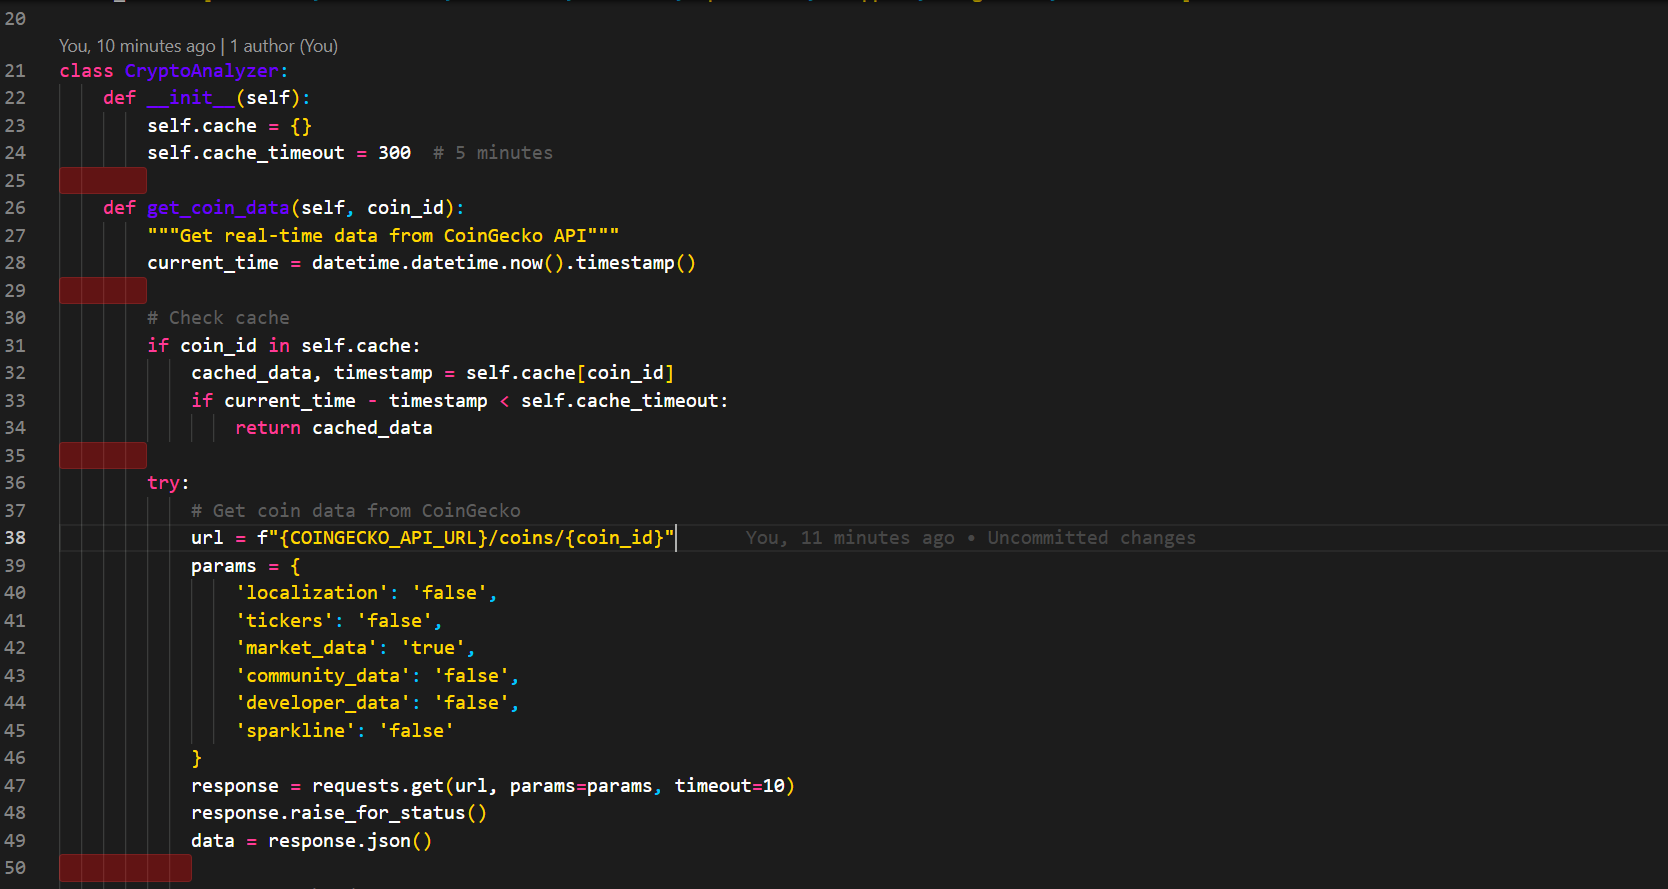 20
You, 10 minutes ago | 1 author (You)
21 class CryptoAnalyzer:
22     def __init__(self):
23         self.cache = {}
24         self.cache_timeout = 300  # 5 minutes
25
26     def get_coin_data(self, coin_id):
27         """Get real-time data from CoinGecko API"""
28         current_time = datetime.datetime.now().timestamp()
29
30         # Check cache
31         if coin_id in self.cache:
32             cached_data, timestamp = self.cache[coin_id]
33             if current_time - timestamp < self.cache_timeout:
34                 return cached_data
35
36         try:
37             # Get coin data from CoinGecko
38             url = f"{COINGECKO_API_URL}/coins/{coin_id}"      You, 11 minutes ago • Uncommitted changes
39             params = {
40                 'localization': 'false',
41                 'tickers': 'false',
42                 'market_data': 'true',
43                 'community_data': 'false',
44                 'developer_data': 'false',
45                 'sparkline': 'false'
46             }
47             response = requests.get(url, params=params, timeout=10)
48             response.raise_for_status()
49             data = response.json()
50